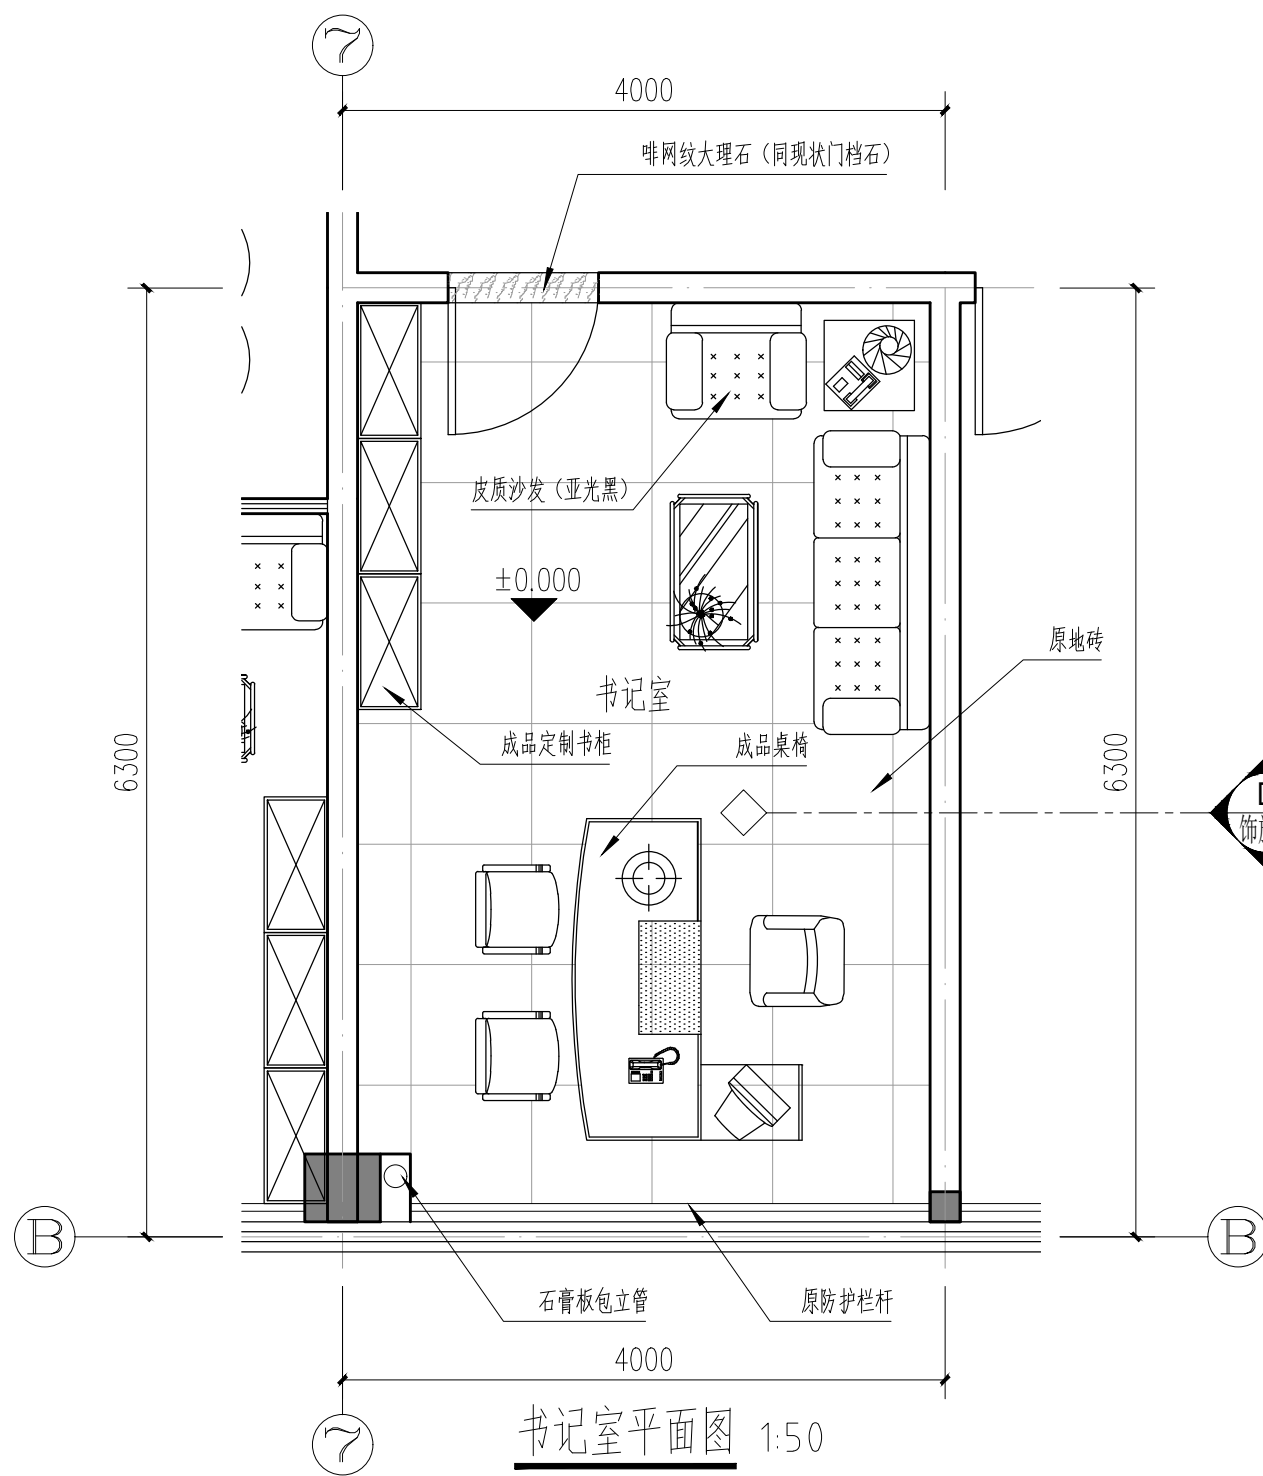 7
4000
啡网纹大理石（同现状门档石）
皮质沙发（亚光黑）
±0.000
原地砖
书记室
成品定制书柜
成品桌椅
6300
6300
B
B
石膏板包立管
原防护栏杆
4000
7
书记室平面图 1:50